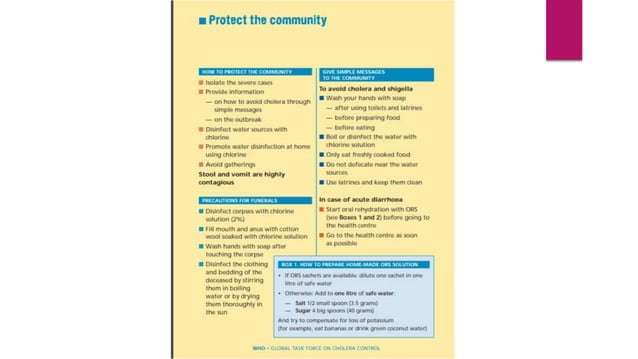 Protect the community
HOW TO PROTECT THE COMMUNITY
Isolate the severe cases
Provide information
— on how to avoid cholera through
simple messages
— on the outbreak
Disinfect water sources with
chlorine
Promote water disinfection at home
using chlorine
Avoid gatherings
Stool and vomit are highly
contagious
PRECAUTIONS FOR FUNERALS
Disinfect corpses with chlorine
solution (2%)
Fill mouth and anus with cotton
wool soaked with chlorine solution
Wash hands with soap after
touching the corpse
Disinfect the clothing
and bedding of the
deceased by stirring
them in boiling
water or by drying
them thoroughly in
the sun
GIVE SIMPLE MESSAGES
TO THE COMMUNITY
To avoid cholera and shigella
Wash your hands with soap
— after using toilets and latrines
— before preparing food
— before eating
Boil or disinfect the water with
chlorine solution
Only eat freshly cooked food
Do not defecate near the water
sources
Use latrines and keep them clean
In case of acute diarrhoea
Start oral rehydration with ORS
(see Boxes 1 and 2) before going to
the health centre
Go to the health centre as soon
as possible
BOX 1. HOW TO PREPARE HOME-MADE ORS SOLUTION
• If ORS sachets are available: dilute one sachet in one
litre of safe water
• Otherwise: Add to one litre of safe water:
— Salt 1/2 small spoon (3.5 grams)
— Sugar 4 big spoons (40 grams)
And try to compensate for loss of potassium
(for example, eat bananas or drink green coconut water)
WHO • GLOBAL TASK FORCE ON CHOLERA CONTROL